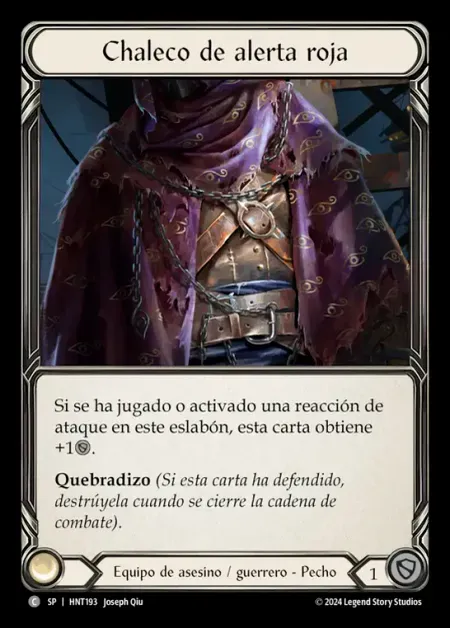 Chaleco de alerta roja
Si se ha jugado o activado una reacción de
ataque en este eslabón, esta carta obtiene
+1.
Quebradizo (Si esta carta ha defendido,
destrúyela cuando se cierre la cadena de
combate).
Equipo de asesino / guerrero - Pecho
1
C SP | HNT193 Joseph Qiu
© 2024 Legend Story Studios